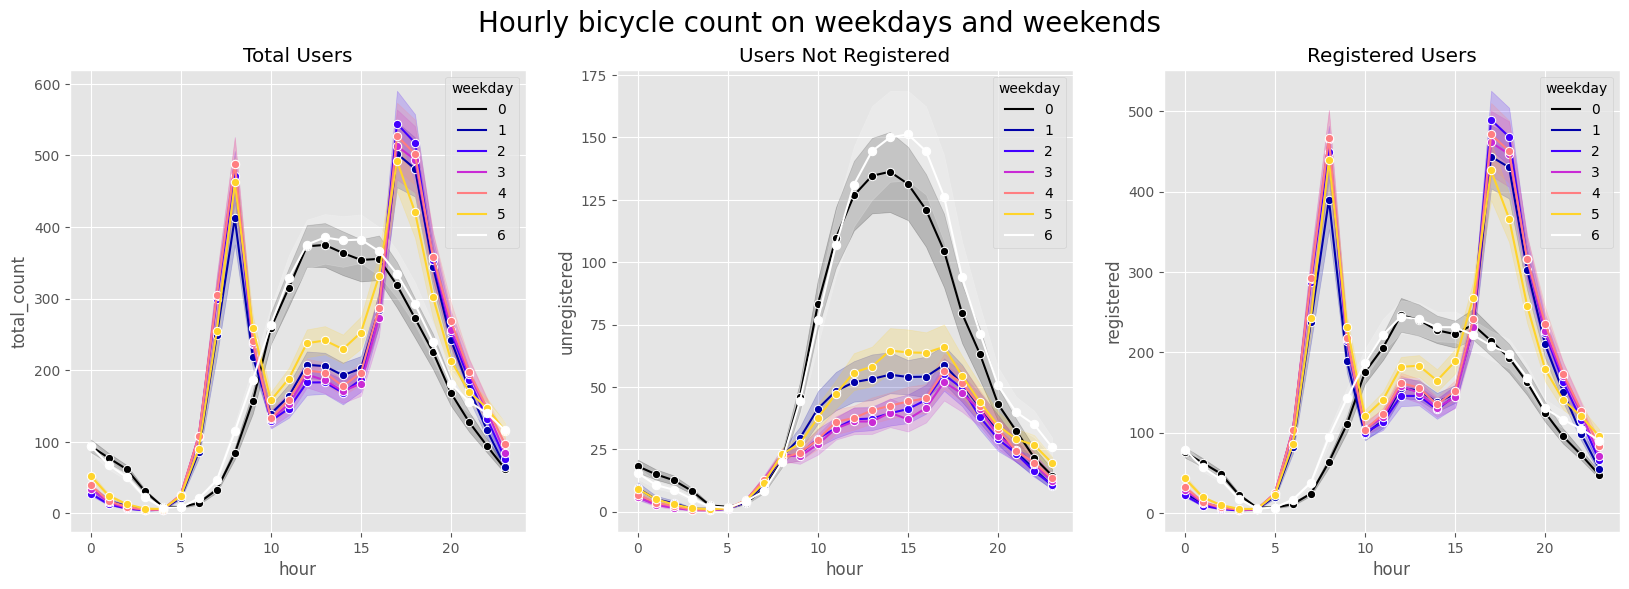 Hourly bicycle count on weekdays and weekends
Total Users
total_count
600
500
400
300
200
100
0
0 5 10 15 20
hour
weekday
0
1
2
3
4
5
6
Users Not Registered
unregistered
175
150
125
100
75
50
25
0
0 5 10 15 20
hour
weekday
0
1
2
3
4
5
6
Registered Users
registered
500
400
300
200
100
0
0 5 10 15 20
hour
weekday
0
1
2
3
4
5
6